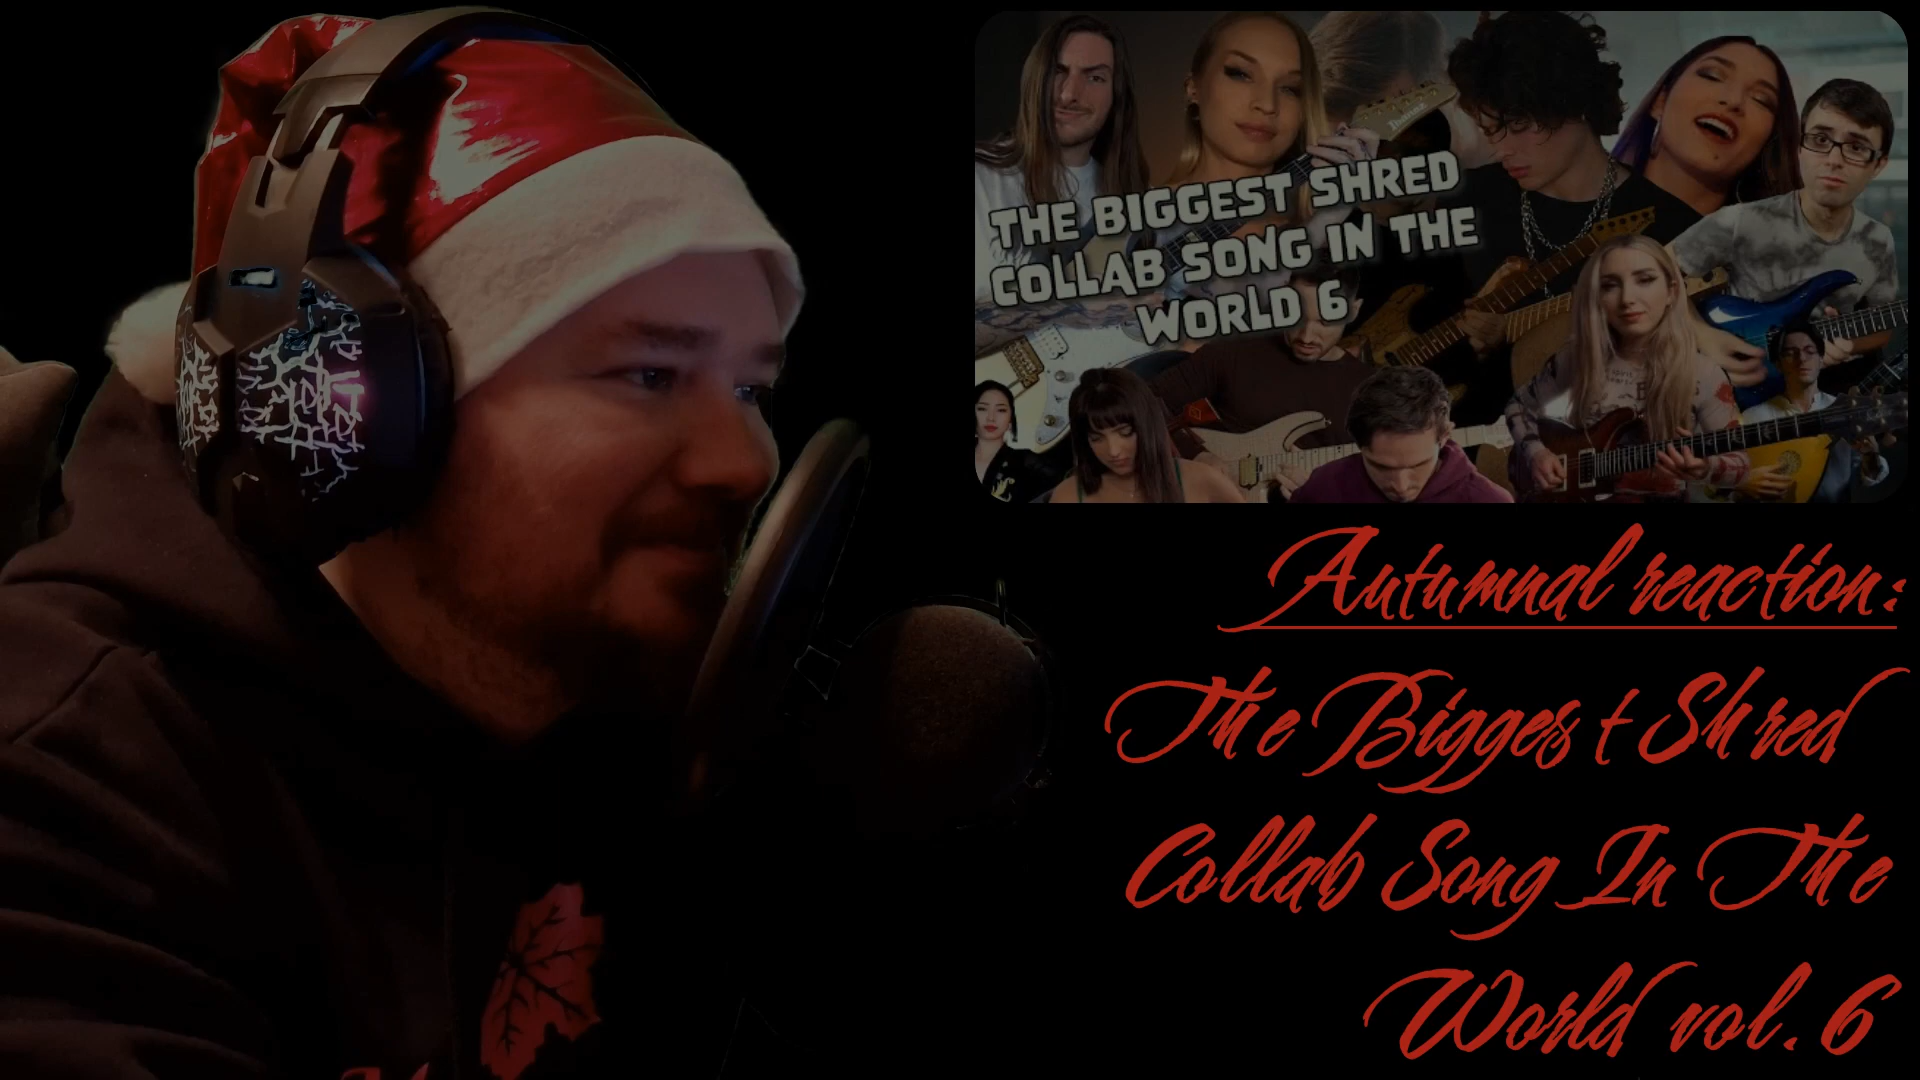 THE BIGGEST SHRED
COLLAB SONG IN THE
WORLD 6
Ibanez
Autumnal reaction:
The Biggest Shred
Collab Song In The
World vol. 6